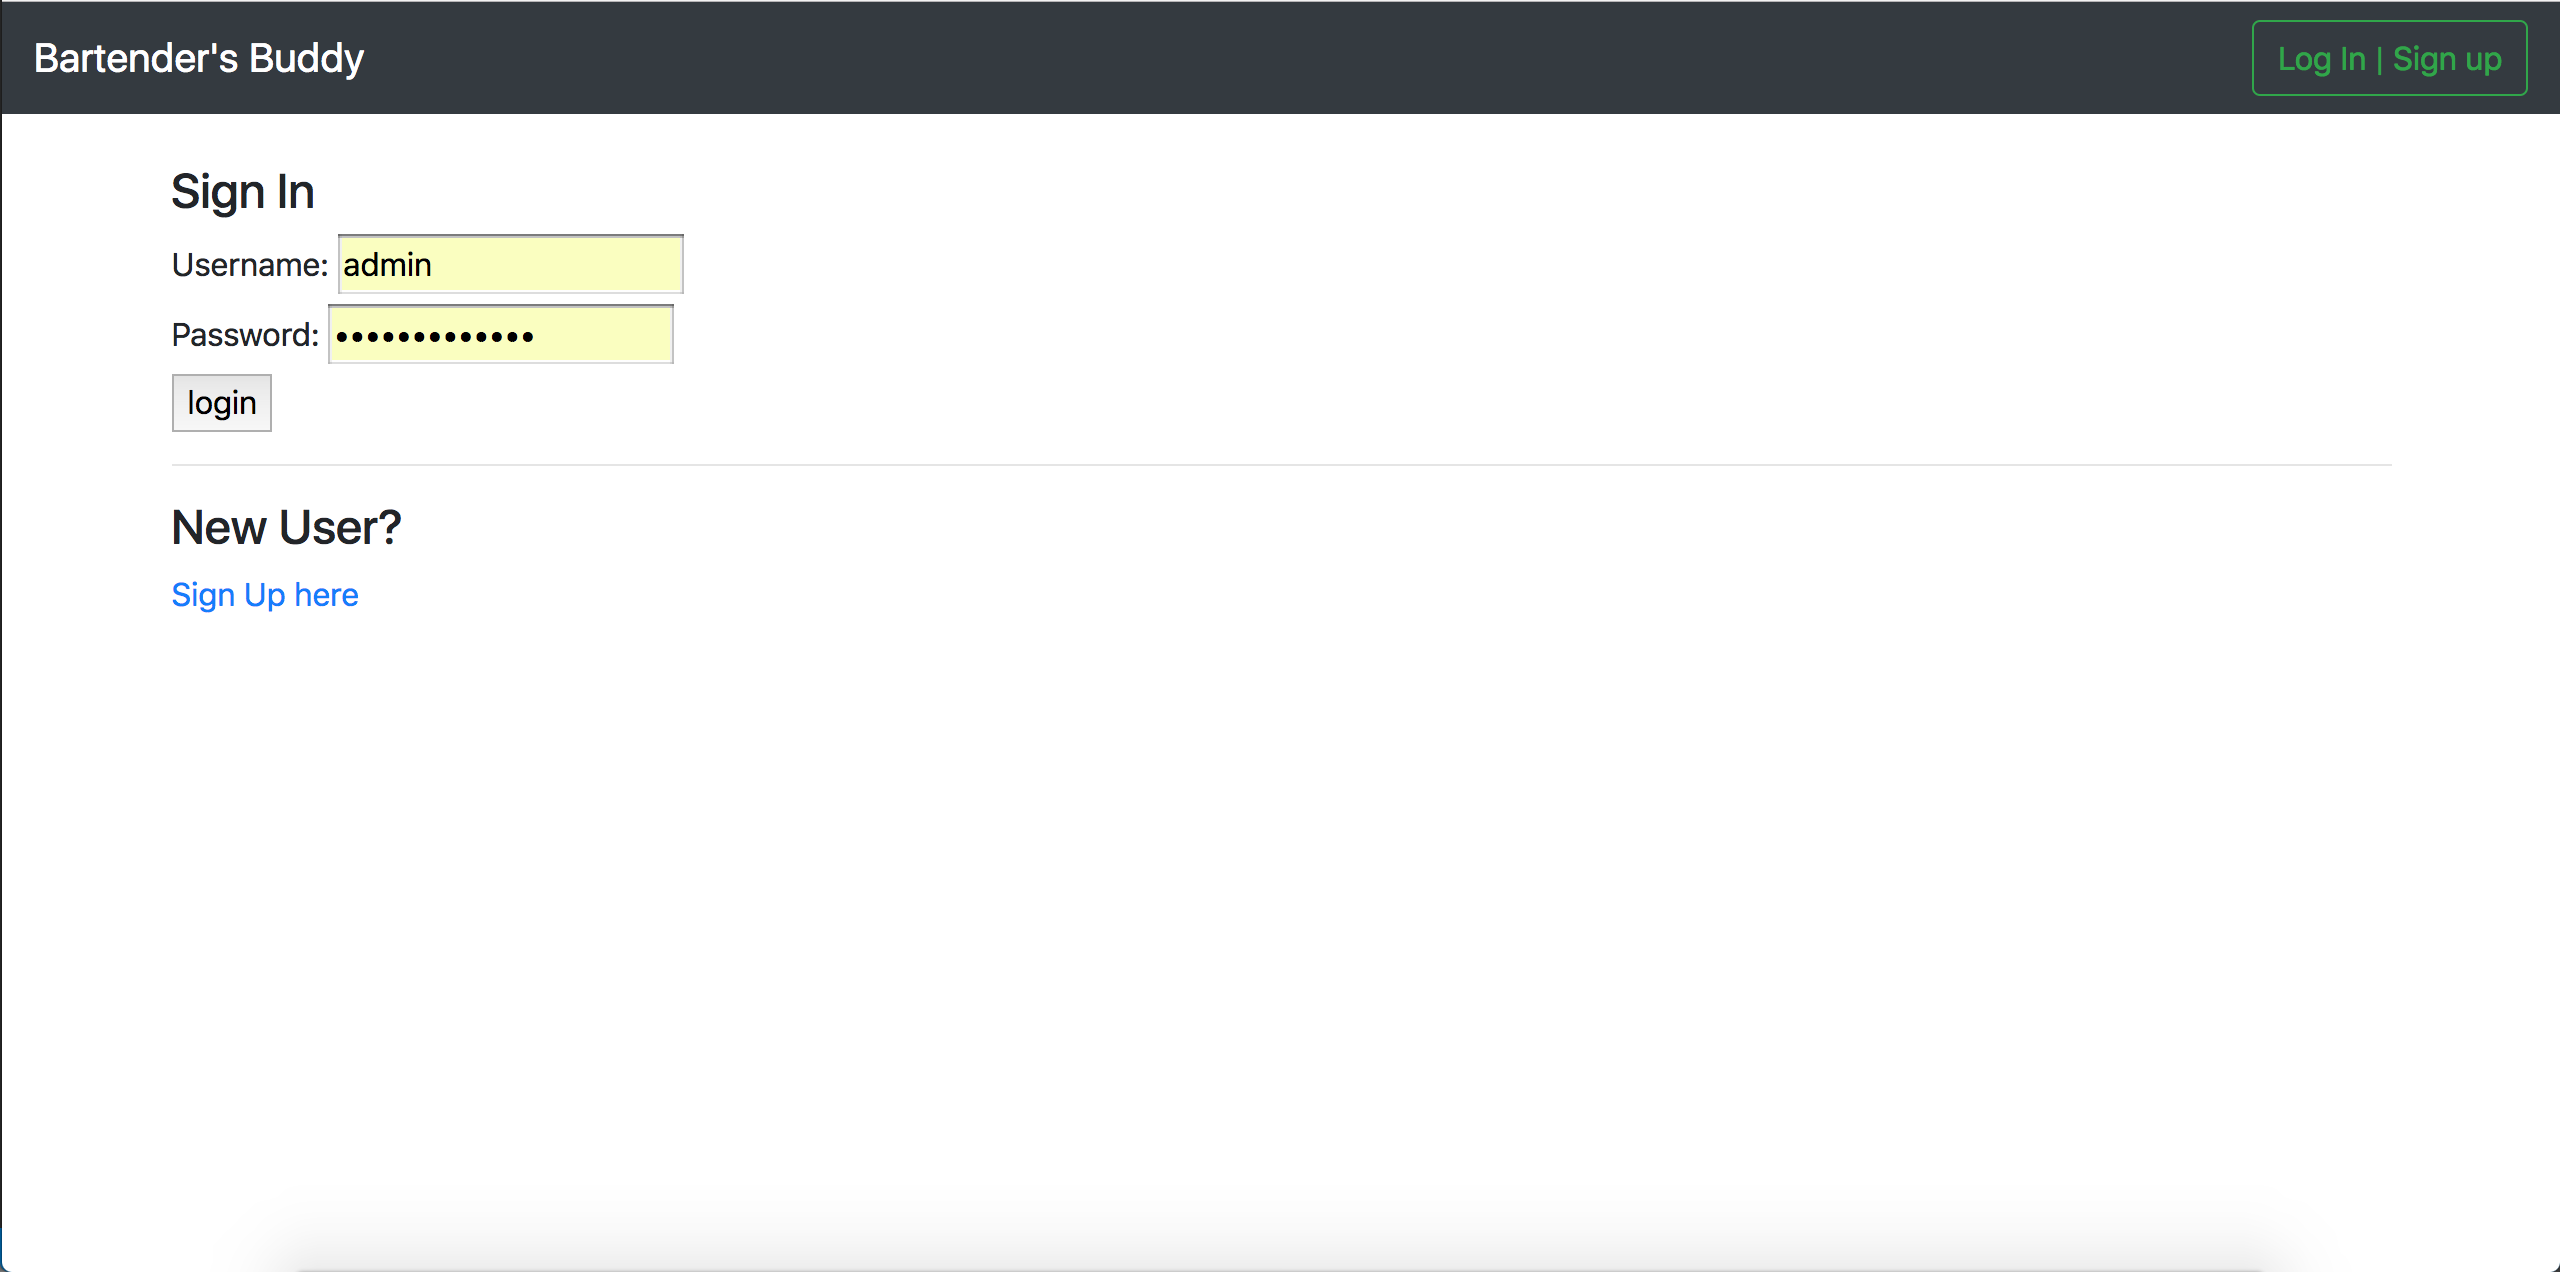 Bartender's Buddy
Log In | Sign up
Sign In
Username: admin
Password: •••••••••••••
login
New User?
Sign Up here